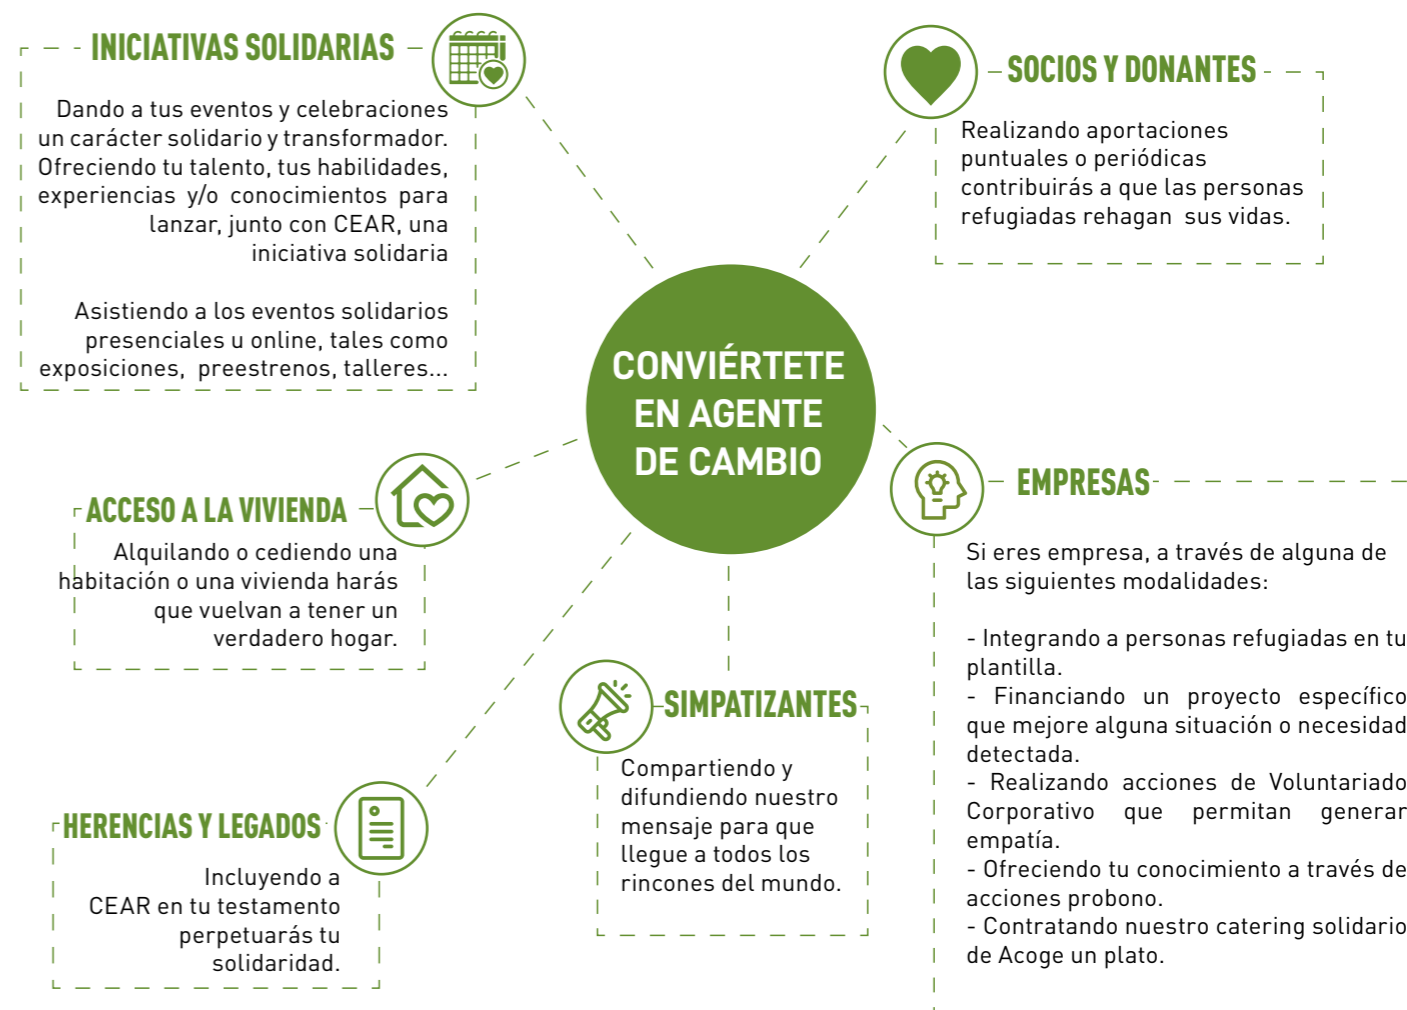 INICIATIVAS SOLIDARIAS
Dando a tus eventos y celebraciones
un carácter solidario y transformador.
Ofreciendo tu talento, tus habilidades,
experiencias y/o conocimientos para
lanzar, junto con CEAR, una
iniciativa solidaria
Asistiendo a los eventos solidarios
presenciales u online, tales como
exposiciones, preestrenos, talleres...
SOCIOS Y DONANTES
Realizando aportaciones
puntuales o periódicas
contribuirás a que las personas
refugiadas rehagan sus vidas.
CONVIÉRTETE
EN AGENTE
DE CAMBIO
ACCESO A LA VIVIENDA
Alquilando o cediendo una
habitación o una vivienda harás
que vuelvan a tener un
verdadero hogar.
EMPRESAS
Si eres empresa, a través de alguna de
las siguientes modalidades:
- Integrando a personas refugiadas en tu
plantilla.
- Financiando un proyecto específico
que mejore alguna situación o necesidad
detectada.
- Realizando acciones de Voluntariado
Corporativo que permitan generar
empatía.
- Ofreciendo tu conocimiento a través de
acciones probono.
- Contratando nuestro catering solidario
de Acoge un plato.
HERENCIAS Y LEGADOS
Incluyendo a
CEAR en tu testamento
perpetuarás tu
solidaridad.
SIMPATIZANTES
Compartiendo y
difundiendo nuestro
mensaje para que
llegue a todos los
rincones del mundo.